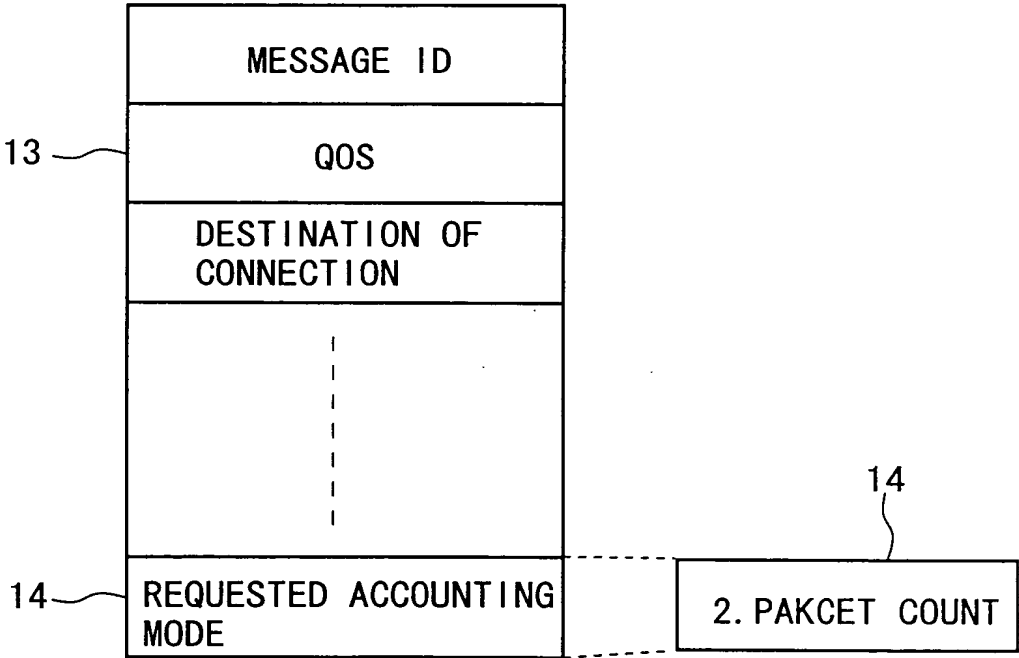 MESSAGE ID
13
QOS
DESTINATION OF
CONNECTION
14
14
REQUESTED ACCOUNTING
MODE
2. PAKCET COUNT